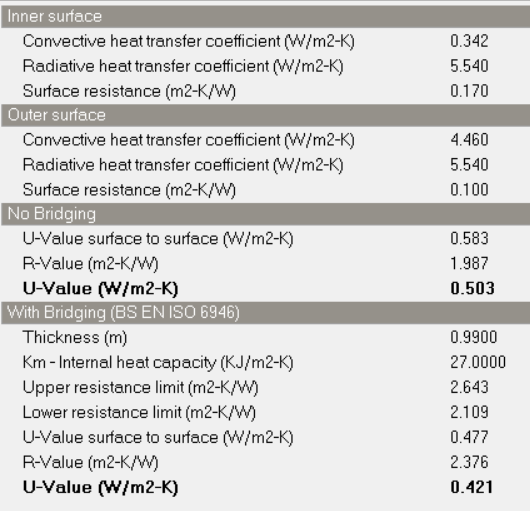 Inner surface
Convective heat transfer coefficient (W/m2-K) 0.342
Radiative heat transfer coefficient (W/m2-K) 5.540
Surface resistance (m2-K/W) 0.170
Outer surface
Convective heat transfer coefficient (W/m2-K) 4.460
Radiative heat transfer coefficient (W/m2-K) 5.540
Surface resistance (m2-K/W) 0.100
No Bridging
U-Value surface to surface (W/m2-K) 0.583
R-Value (m2-K/W) 1.987
U-Value (W/m2-K) 0.503
With Bridging (BS EN ISO 6946)
Thickness (m) 0.9900
Km - Internal heat capacity (KJ/m2-K) 27.0000
Upper resistance limit (m2-K/W) 2.643
Lower resistance limit (m2-K/W) 2.109
U-Value surface to surface (W/m2-K) 0.477
R-Value (m2-K/W) 2.376
U-Value (W/m2-K) 0.421